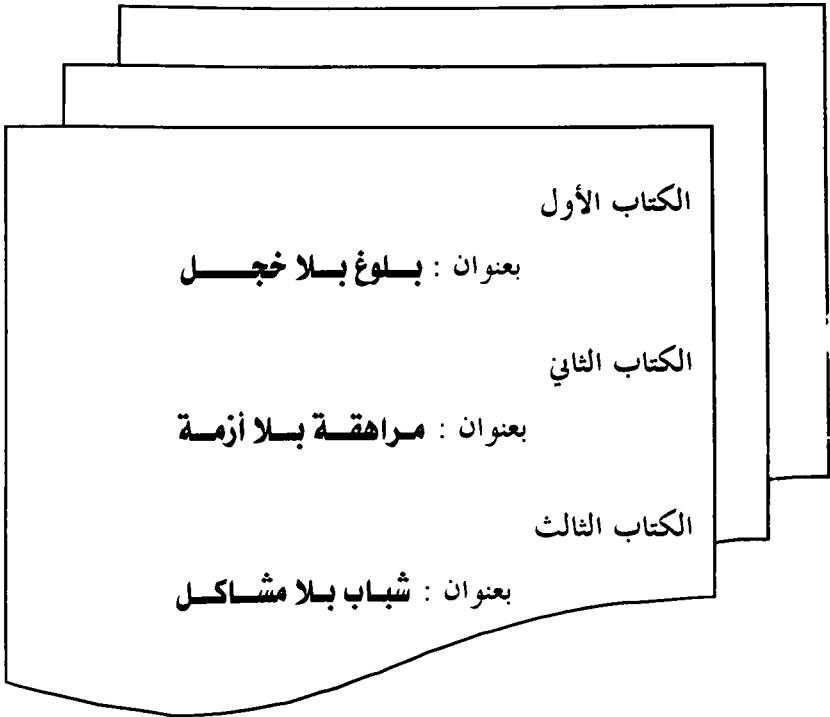 الكتاب الأول
بعنوان : بلوغ بلا خجل
الكتاب الثاني
بعنوان : مراهقة بلا أزمة
الكتاب الثالث
بعنوان : شباب بلا مشاكل